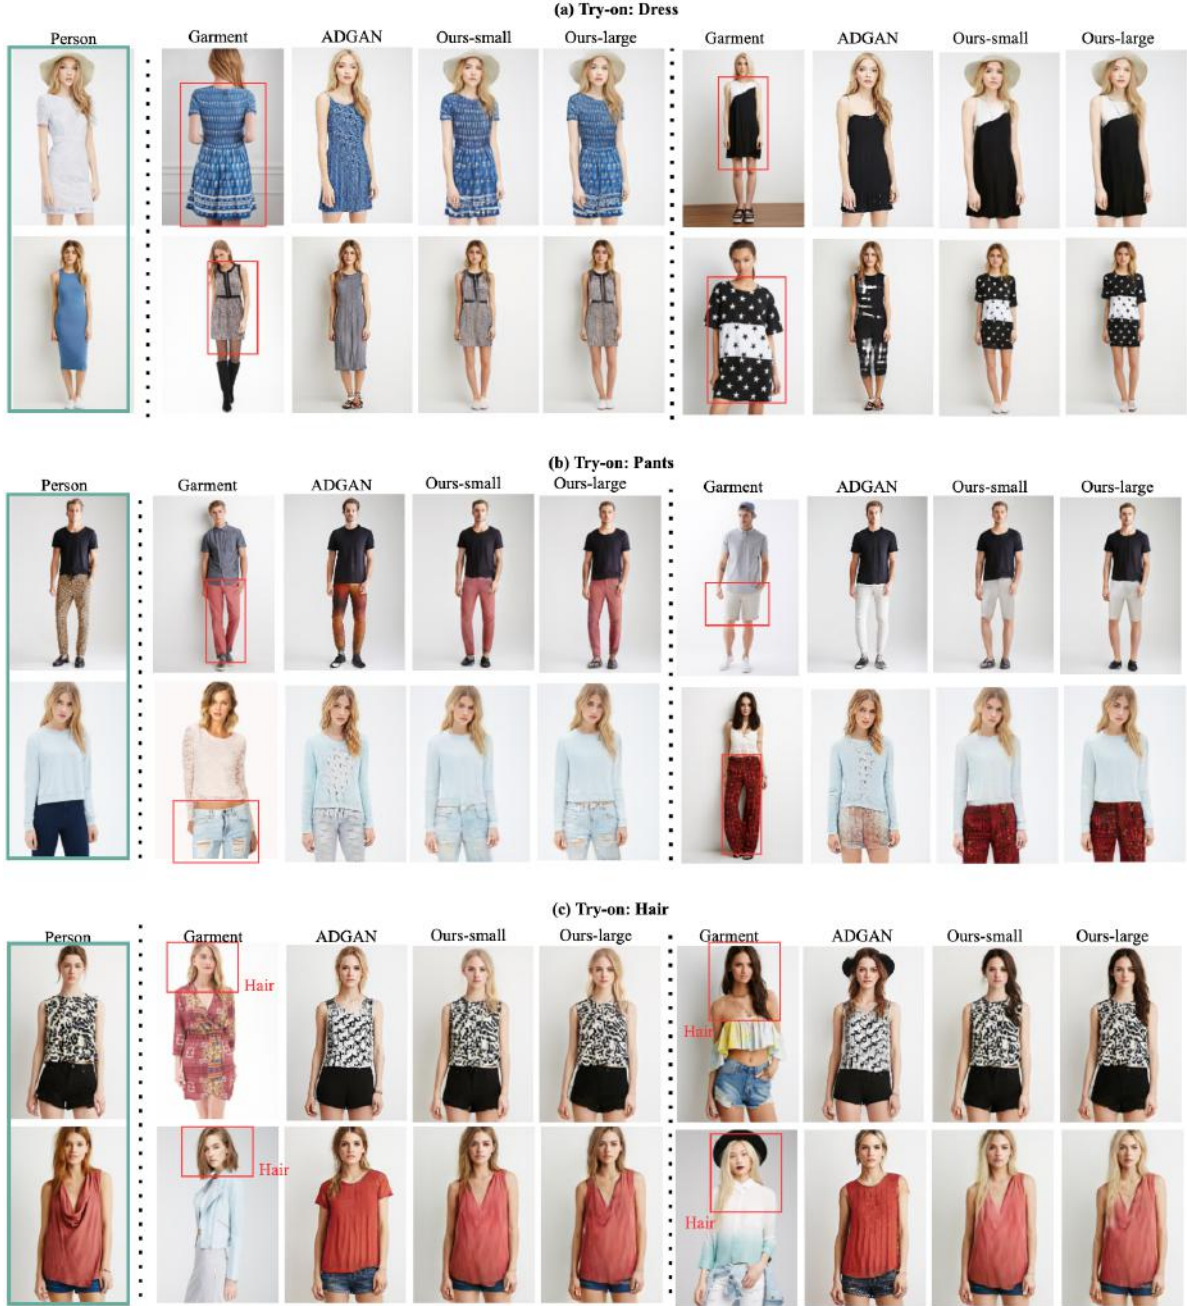 (a) Try-on: Dress
Person Garment ADGAN Ours-small Ours-large Garment ADGAN Ours-small Ours-large
(b) Try-on: Pants
Person Garment ADGAN Ours-small Ours-large Garment ADGAN Ours-small Ours-large
(c) Try-on: Hair
Person Garment ADGAN Ours-small Ours-large Garment ADGAN Ours-small Ours-large
Hair
Hair
Hair
Hair